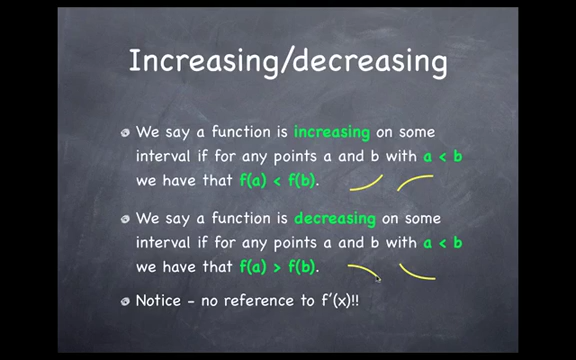 Increasing/decreasing
We say a function is increasing on some
interval if for any points a and b with a < b
we have that f(a) < f(b).
We say a function is decreasing on some
interval if for any points a and b with a < b
we have that f(a) > f(b).
Notice - no reference to f'(x)!!